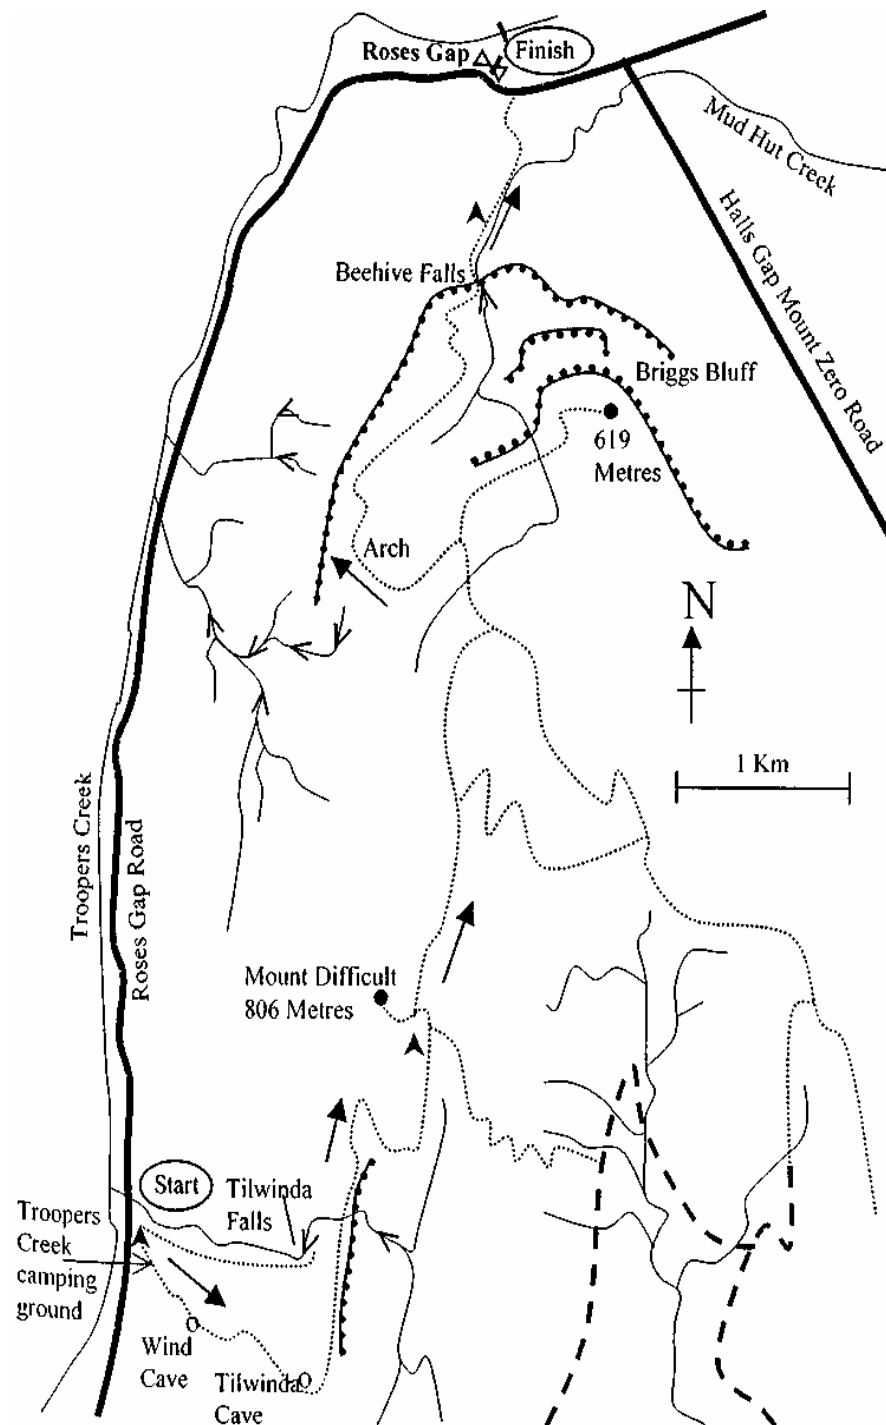 Roses Gap
Finish
Mud Hut Creek
Halls Gap Mount Zero Road
Beehive Falls
Briggs Bluff
619
Metres
Arch
N
1 Km
Troopers Creek
Roses Gap Road
Mount Difficult
806 Metres
Start
Tilwinda
Falls
Troopers
Creek
camping
ground
Wind
Cave
Tilwinda
Cave